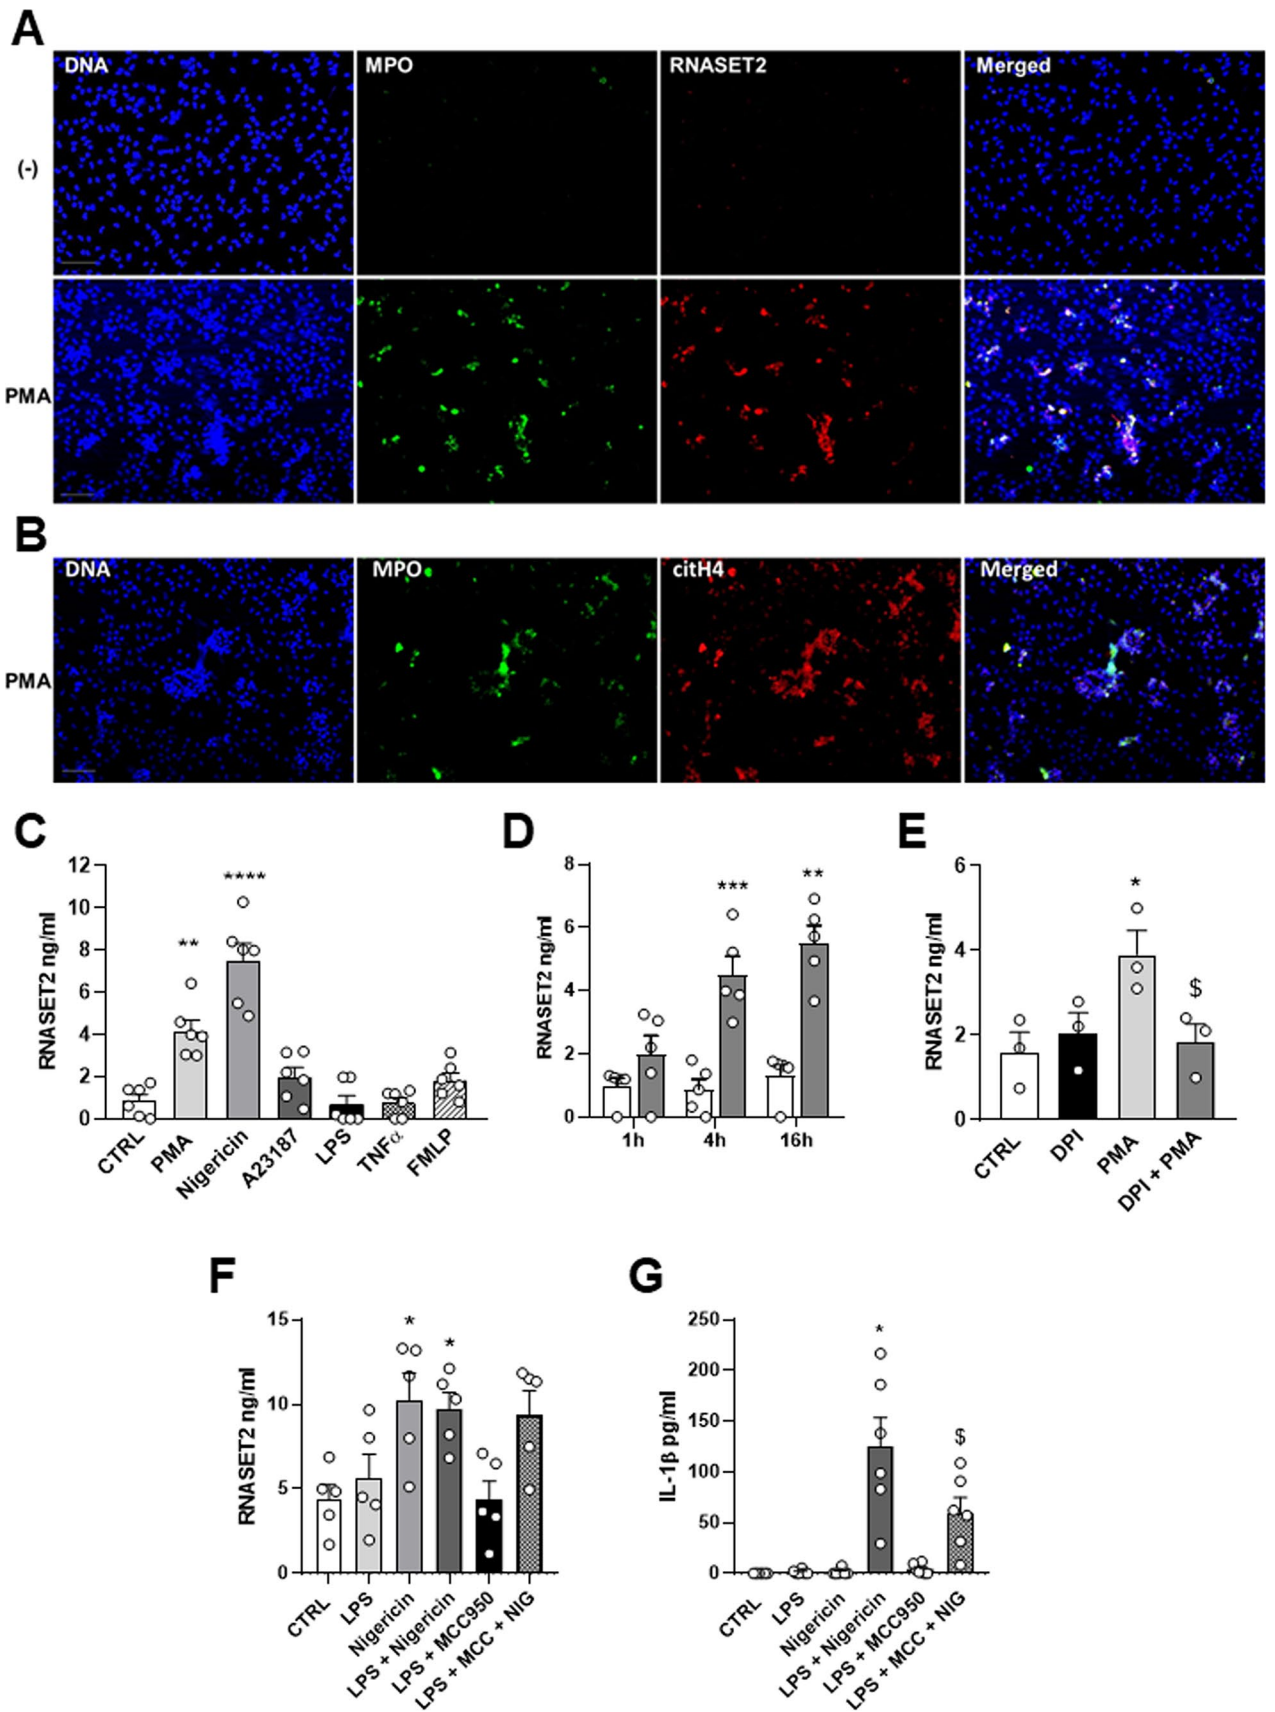 A
DNA
MPO
RNASET2
Merged
(-)
PMA
B
DNA
MPO
citH4
Merged
PMA
C
RNASET2 ng/ml
12
10
8
6
4
2
0
**
****
CTRL
PMA
Nigericin
A23187
LPS
TNFα
FMLP
D
RNASET2 ng/ml
8
6
4
2
0
***
**
1h
4h
16h
E
RNASET2 ng/ml
6
4
2
0
*
$
CTRL
DPI
PMA
DPI + PMA
F
RNASET2 ng/ml
15
10
5
0
*
*
CTRL
LPS
Nigericin
LPS + Nigericin
LPS + MCC950
LPS + MCC + NIG
G
IL-1β pg/ml
250
200
150
100
50
0
*
$
CTRL
LPS
Nigericin
LPS + Nigericin
LPS + MCC950
LPS + MCC + NIG